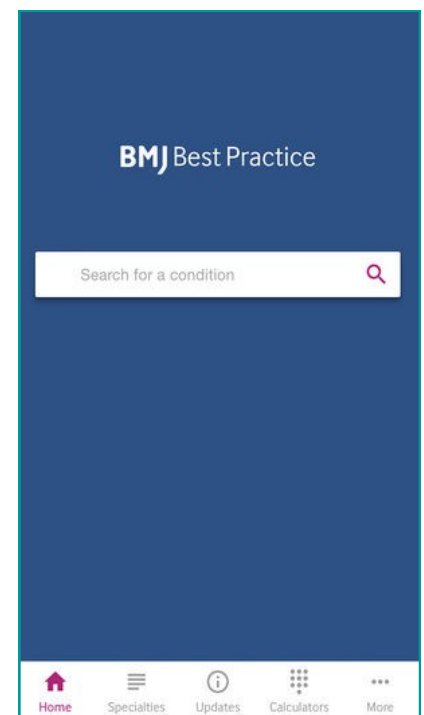 BMJ Best Practice
Search for a condition
Home Specialties Updates Calculators More